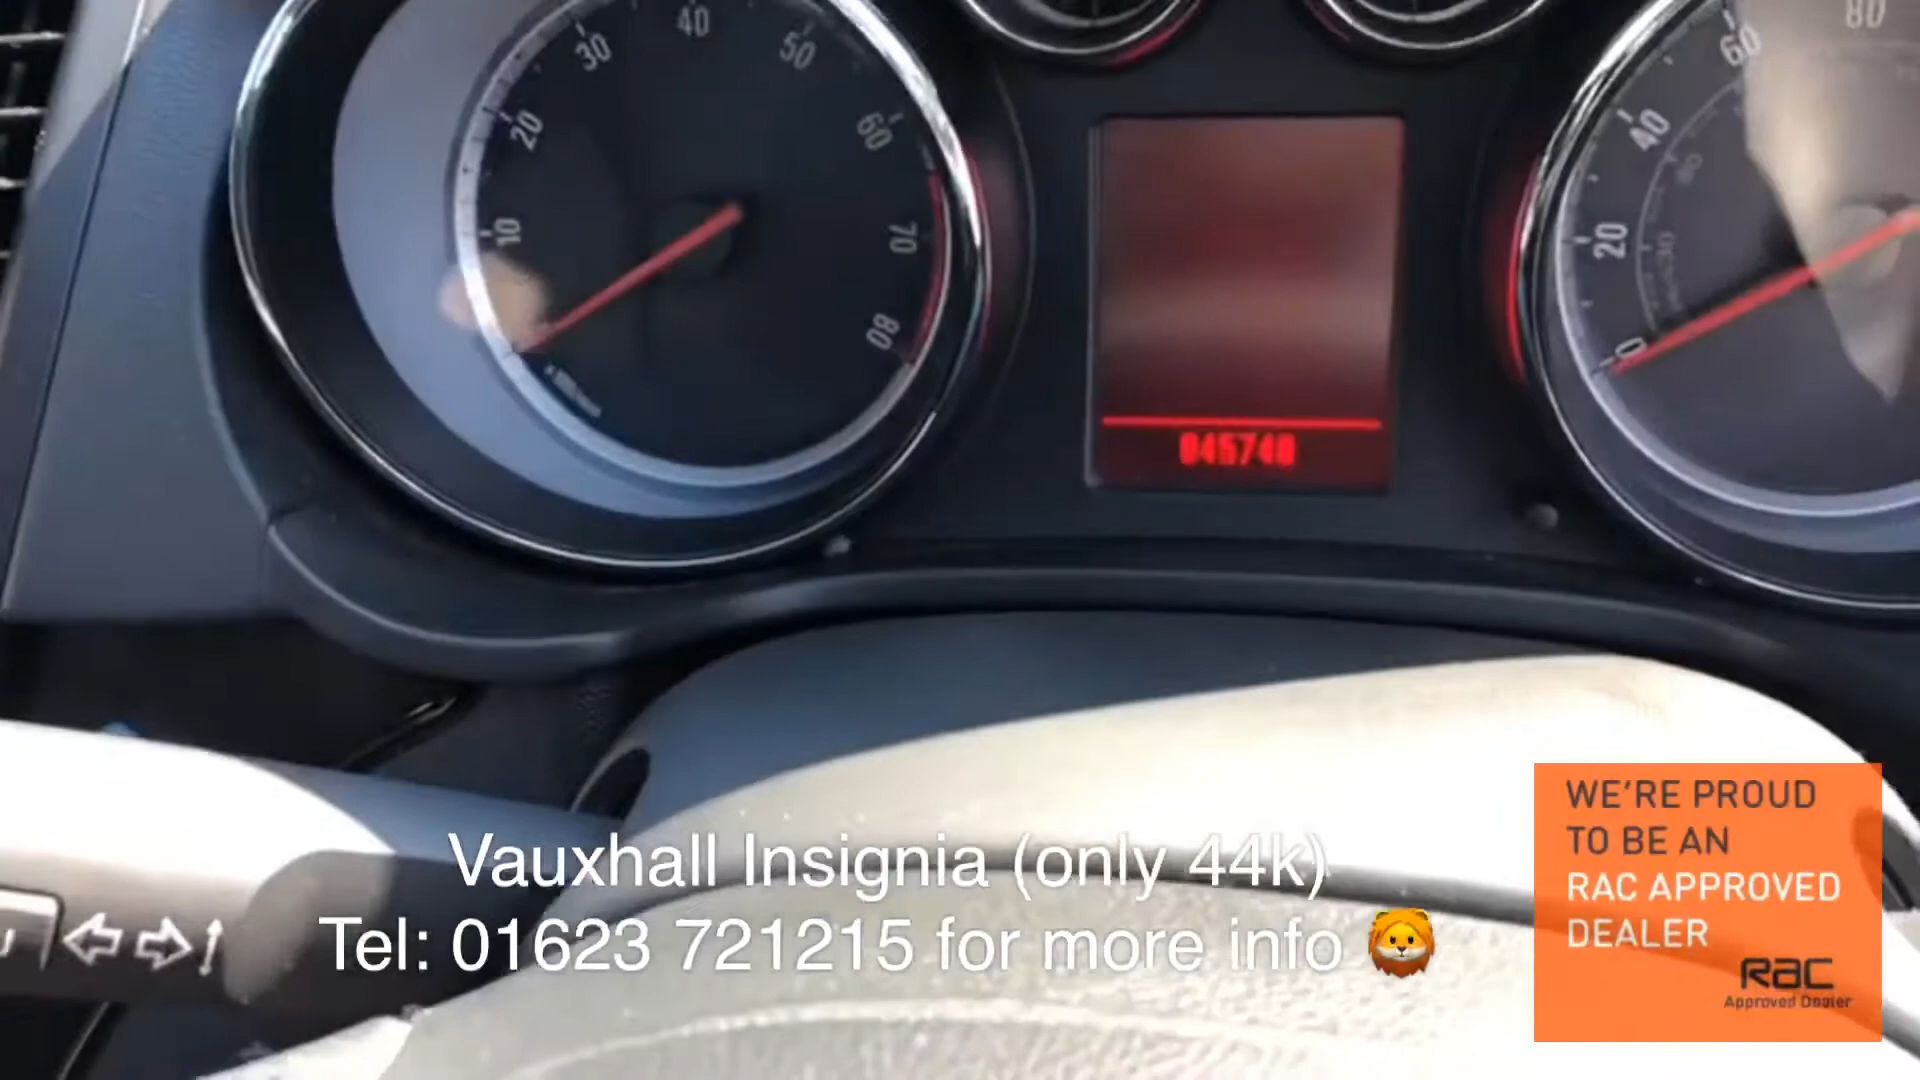 30
40
50
20
60
10
70
80
045740
80
60
40
20
0
Vauxhall Insignia (only 44k)
Tel: 01623 721215 for more info 🦁
WE'RE PROUD
TO BE AN
RAC APPROVED
DEALER
RAC
Approved Dealer